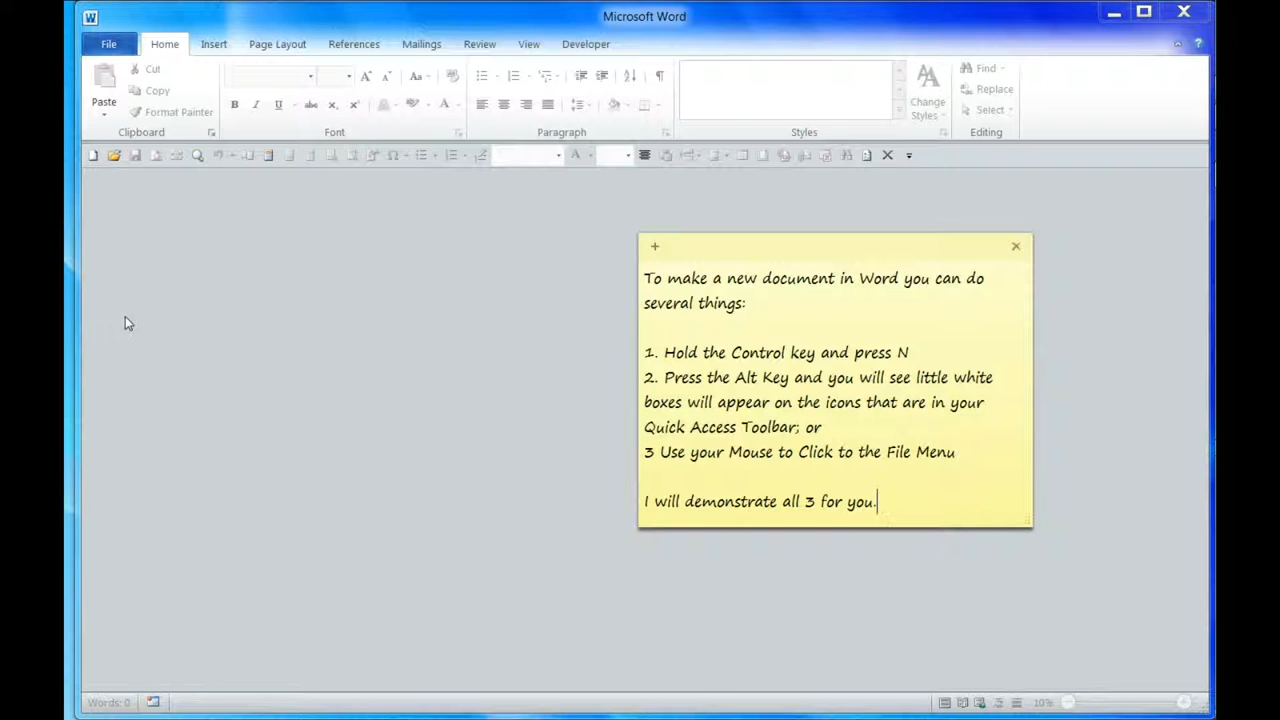 Microsoft Word
File Home Insert Page Layout References Mailings Review View Developer
Paste
Cut
Copy
Format Painter
Change
Styles
Find
Replace
Select
Clipboard Font Paragraph Styles Editing
To make a new document in Word you can do
several things:
1. Hold the Control key and press N
2. Press the Alt Key and you will see little white
boxes will appear on the icons that are in your
Quick Access Toolbar; or
3 Use your Mouse to Click to the File Menu
I will demonstrate all 3 for you.
Words: 0
10%